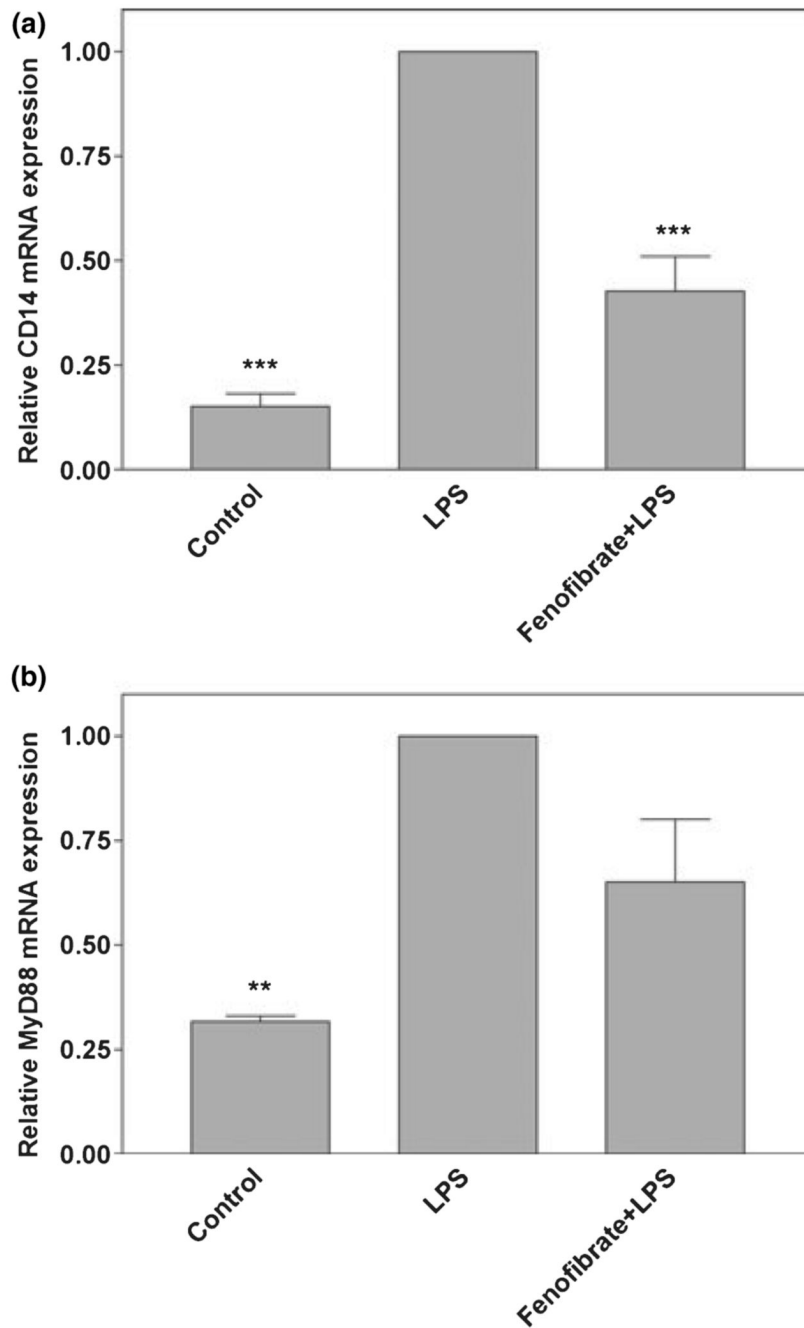 (a)
Relative CD14 mRNA expression
1.00
0.75
0.50
0.25
0.00
***
***
Control
LPS
Fenofibrate+LPS
(b)
Relative MyD88 mRNA expression
1.00
0.75
0.50
0.25
0.00
**
Control
LPS
Fenofibrate+LPS